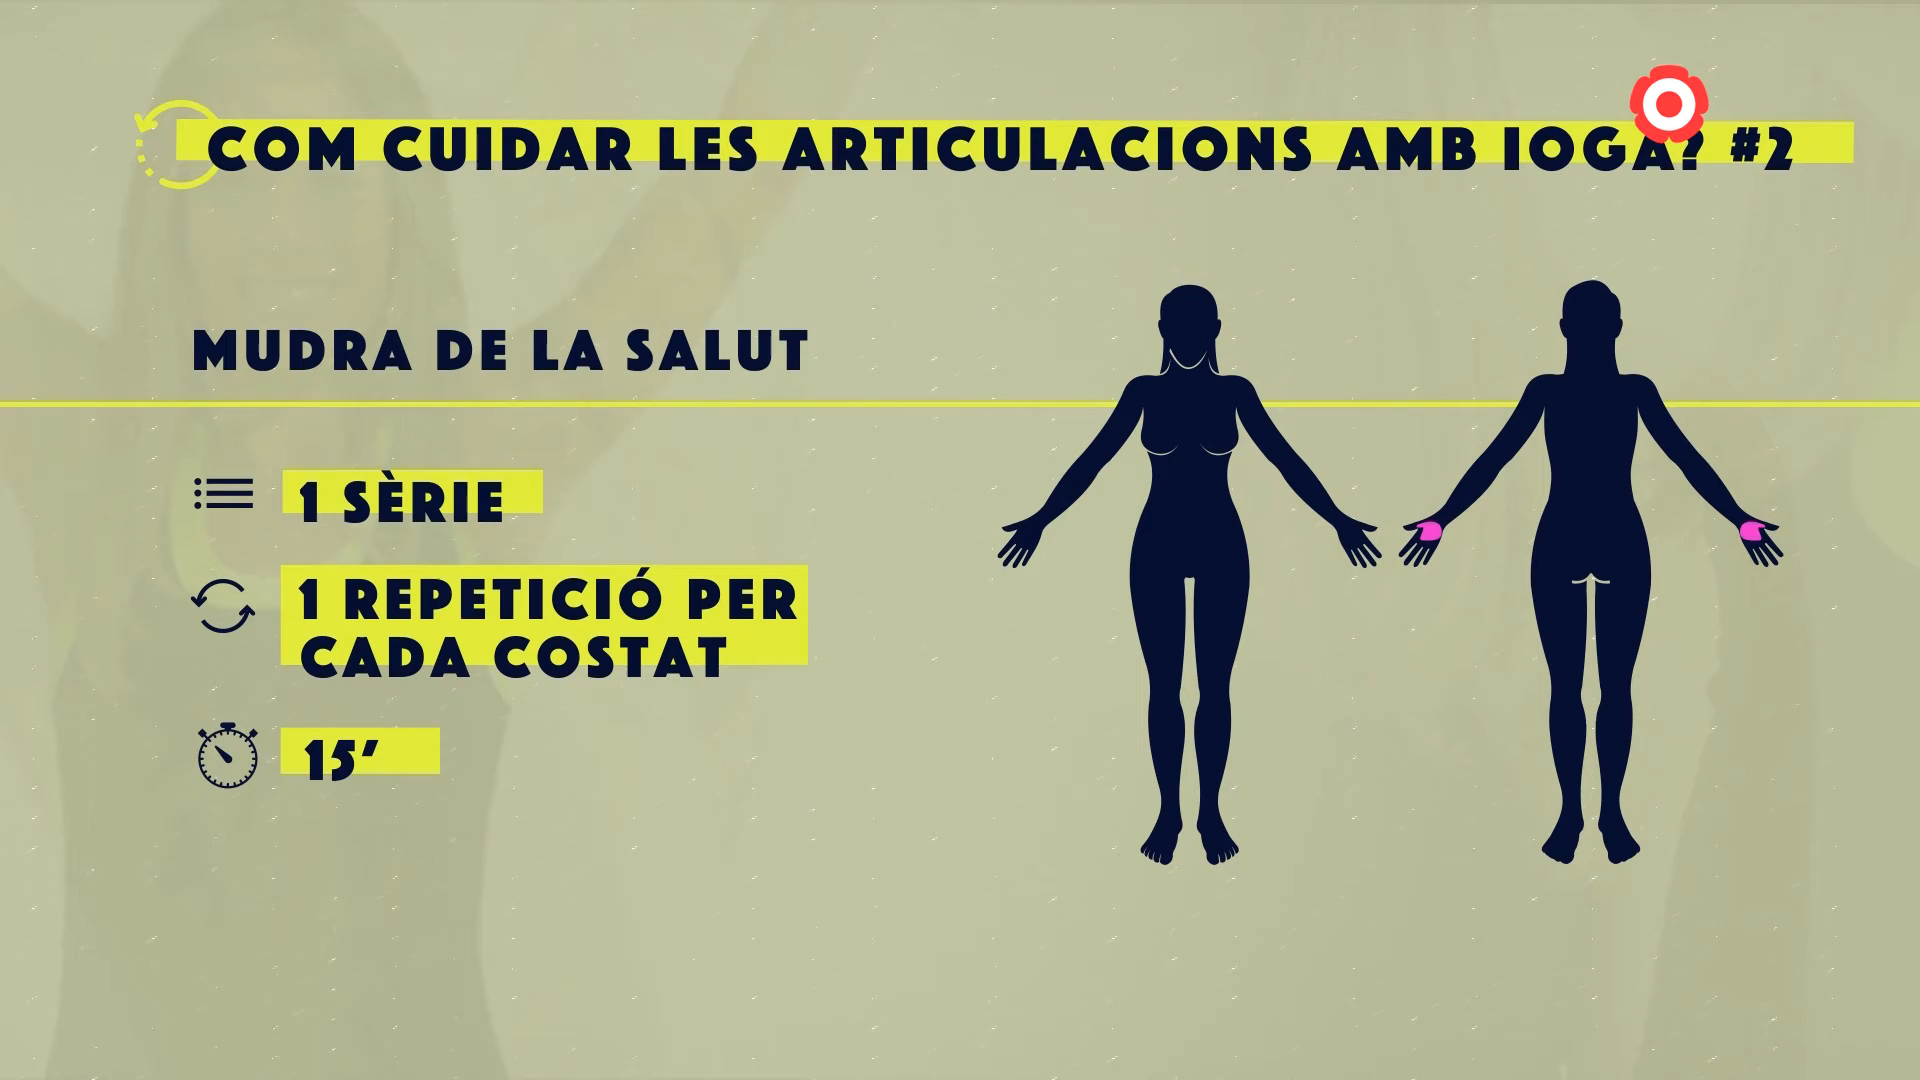 COM CUIDAR LES ARTICULACIONS AMB IOGA? #2
MUDRA DE LA SALUT
1 SÈRIE
1 REPETICIÓ PER
CADA COSTAT
15'